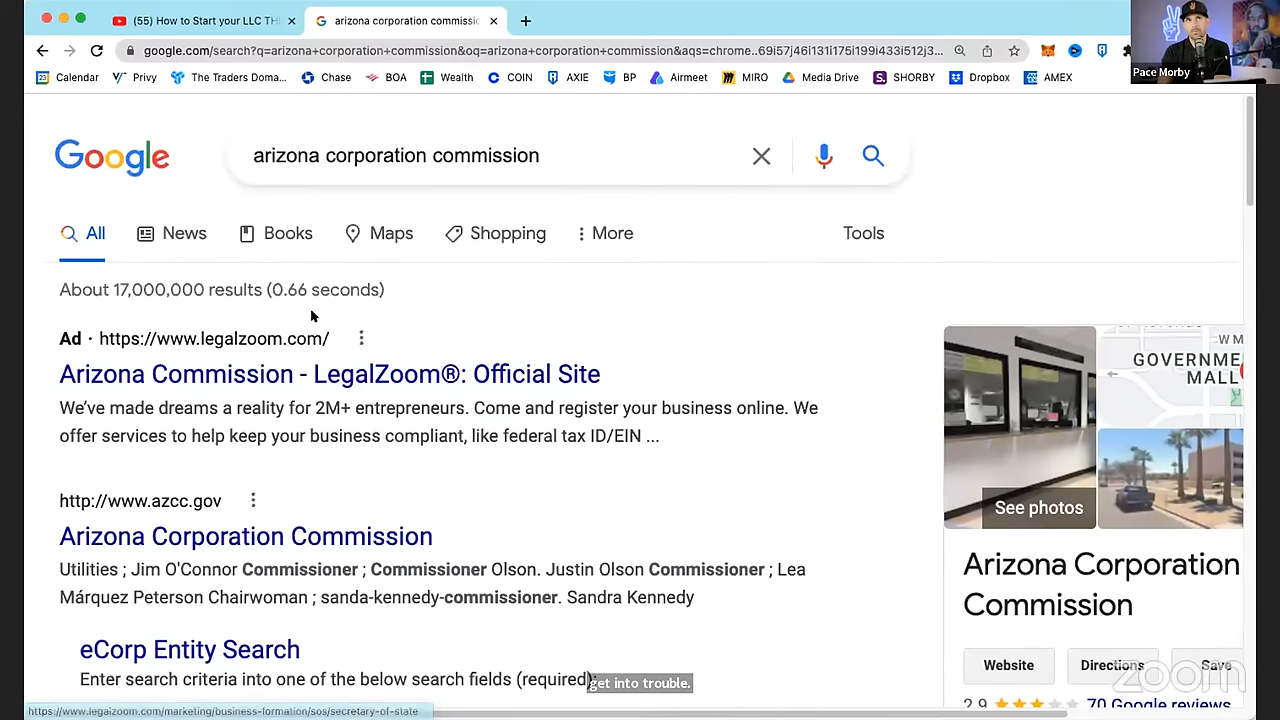 (55) How to Start your LLC TH
arizona corporation commissic
google.com/search?q=arizona+corporation+commission&oq=arizona+corporation+commission&aqs=chrome..69i57j46i131i175i199i433i512j3...
Calendar
Privy
The Traders Doma...
Chase
BOA
Wealth
COIN
AXIE
BP
Airmeet
MIRO
Media Drive
SHORBY
Dropbox
AMEX
Pace Morby
Google
arizona corporation commission
All
News
Books
Maps
Shopping
More
Tools
About 17,000,000 results (0.66 seconds)
Ad · https://www.legalzoom.com/
Arizona Commission - LegalZoom®: Official Site
We've made dreams a reality for 2M+ entrepreneurs. Come and register your business online. We
offer services to help keep your business compliant, like federal tax ID/EIN ...
http://www.azcc.gov
Arizona Corporation Commission
Utilities ; Jim O'Connor Commissioner ; Commissioner Olson. Justin Olson Commissioner ; Lea
Márquez Peterson Chairwoman ; sanda-kennedy-commissioner. Sandra Kennedy
eCorp Entity Search
Enter search criteria into one of the below search fields (required):
get into trouble.
W M
GOVERNME
MALL
See photos
Arizona Corporation
Commission
Website
Directions
Save
2.9
70 Google reviews
zoom
https://www.legalzoom.com/marketing/business-formation/sos/secretary-of-state